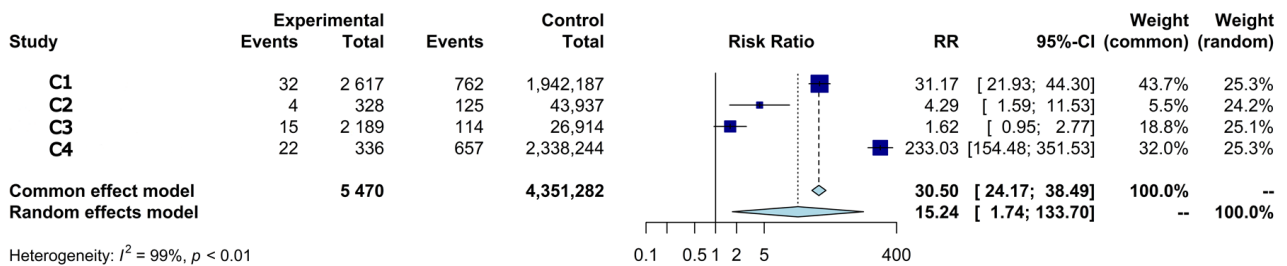 Experimental Control Weight Weight
Study Events Total Events Total Risk Ratio RR 95%-CI (common) (random)
C1 32 2 617 762 1,942,187 31.17 [ 21.93; 44.30] 43.7% 25.3%
C2 4 328 125 43,937 4.29 [ 1.59; 11.53] 5.5% 24.2%
C3 15 2 189 114 26,914 1.62 [ 0.95; 2.77] 18.8% 25.1%
C4 22 336 657 2,338,244 233.03 [154.48; 351.53] 32.0% 25.3%
Common effect model 5 470 4,351,282 30.50 [ 24.17; 38.49] 100.0% --
Random effects model 15.24 [ 1.74; 133.70] -- 100.0%
0.1 0.5 1 2 5 400
Heterogeneity: I² = 99%, p < 0.01